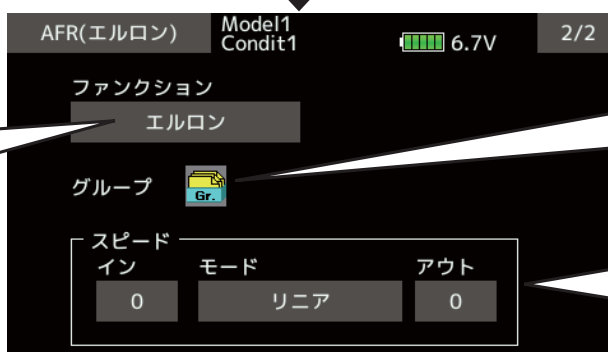 AFR(エルロン)
Model1
Condit1
6.7V
2/2
ファンクション
エルロン
グループ
Gr.
スピード
イン モード アウト
0 リニア 0